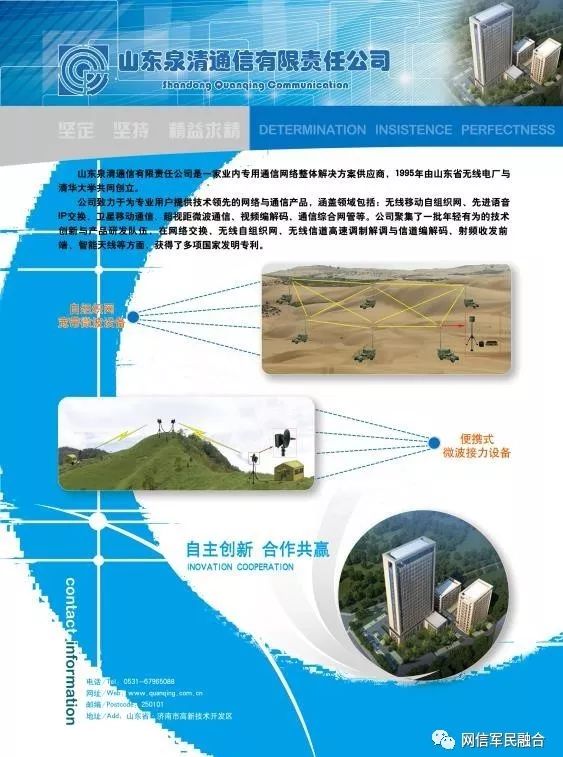 山东泉清通信有限责任公司
Shandong Quanqing Communication
坚定 坚持 精益求精
DETERMINATION INSISTENCE PERFECTNESS
山东泉清通信有限责任公司是一家业内专用通信网络整体解决方案供应商，1995年由山东省无线电厂与
清华大学共同创立。
公司致力于为专业用户提供技术领先的网络与通信产品，涵盖领域包括：无线移动自组织网、先进语音
IP交换、卫星移动通信、超视距微波通信、视频编解码、通信综合网管等。公司聚集了一批年轻有为的技术
创新与产品研发队伍，在网络交换、无线自组织网、无线信道高速调制解调与信道编解码、射频收发前
端、智能天线等方面，获得了多项国家发明专利。
自组织网
宽带微波设备
便携式
微波接力设备
自主创新 合作共赢
INOVATION COOPERATION
contact information
电话/Tel. 0531-67965088
网址/Web: www.quanqing.com.cn
邮编/Postcode: 250101
地址/Add. 山东省 济南市高新技术开发区
网信军民融合